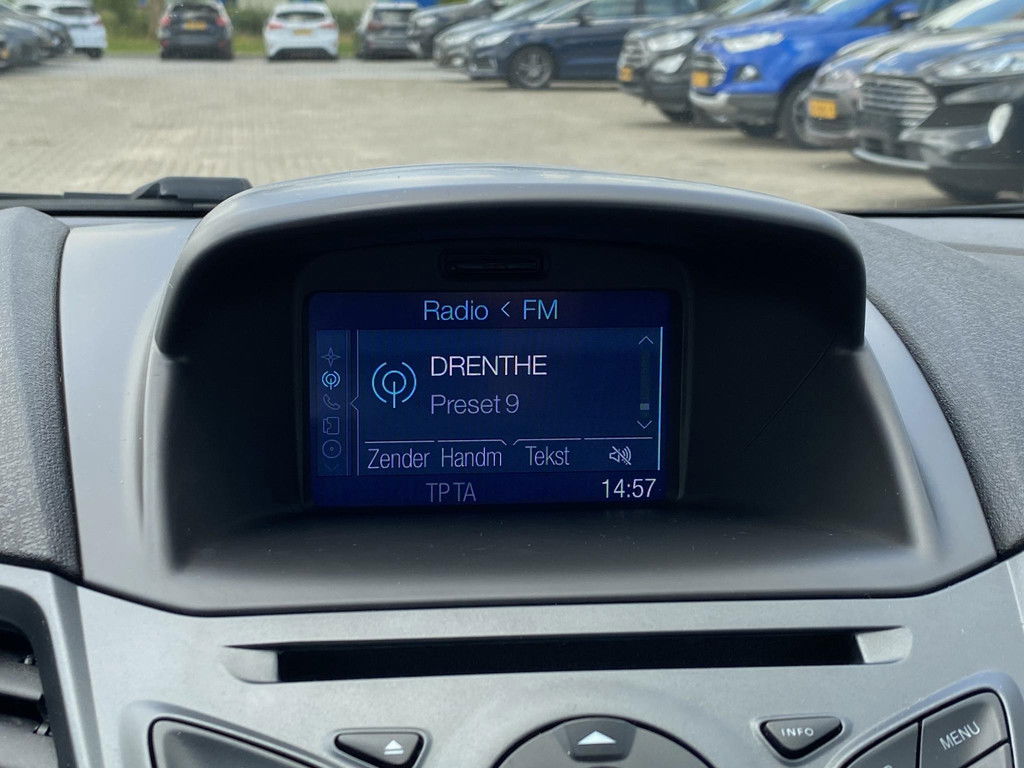 Radio < FM
DRENTHE
Preset 9
Zender Handm Tekst
TP TA 14:57
INFO
MENU